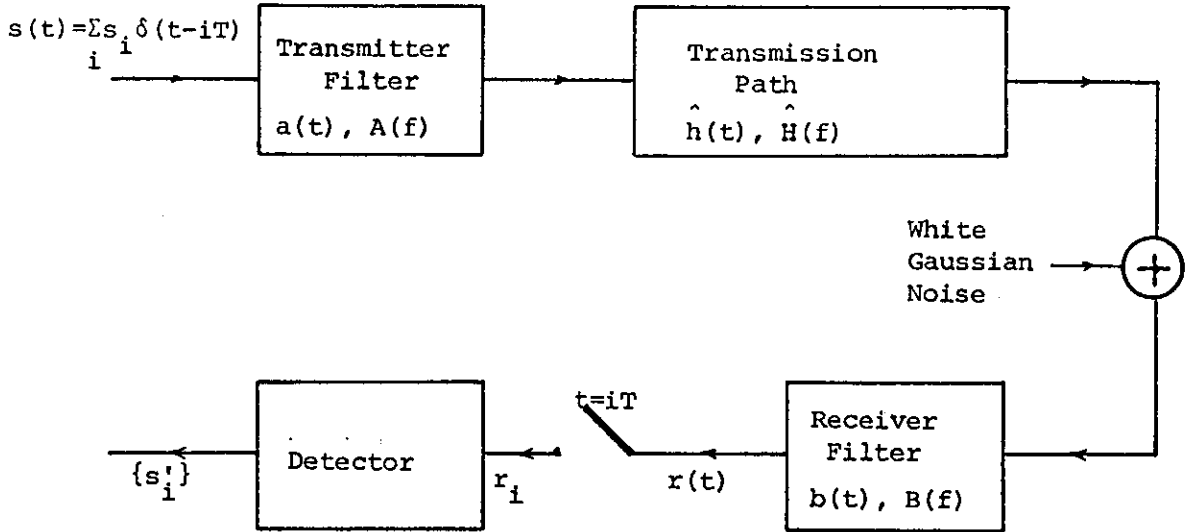 s(t)=Σs_i δ(t-iT)
i
Transmitter
Filter
a(t), A(f)
Transmission
Path
ĥ(t), Ĥ(f)
White
Gaussian
Noise
+
Receiver
Filter
b(t), B(f)
r(t)
t=iT
r_i
Detector
{s'_i}